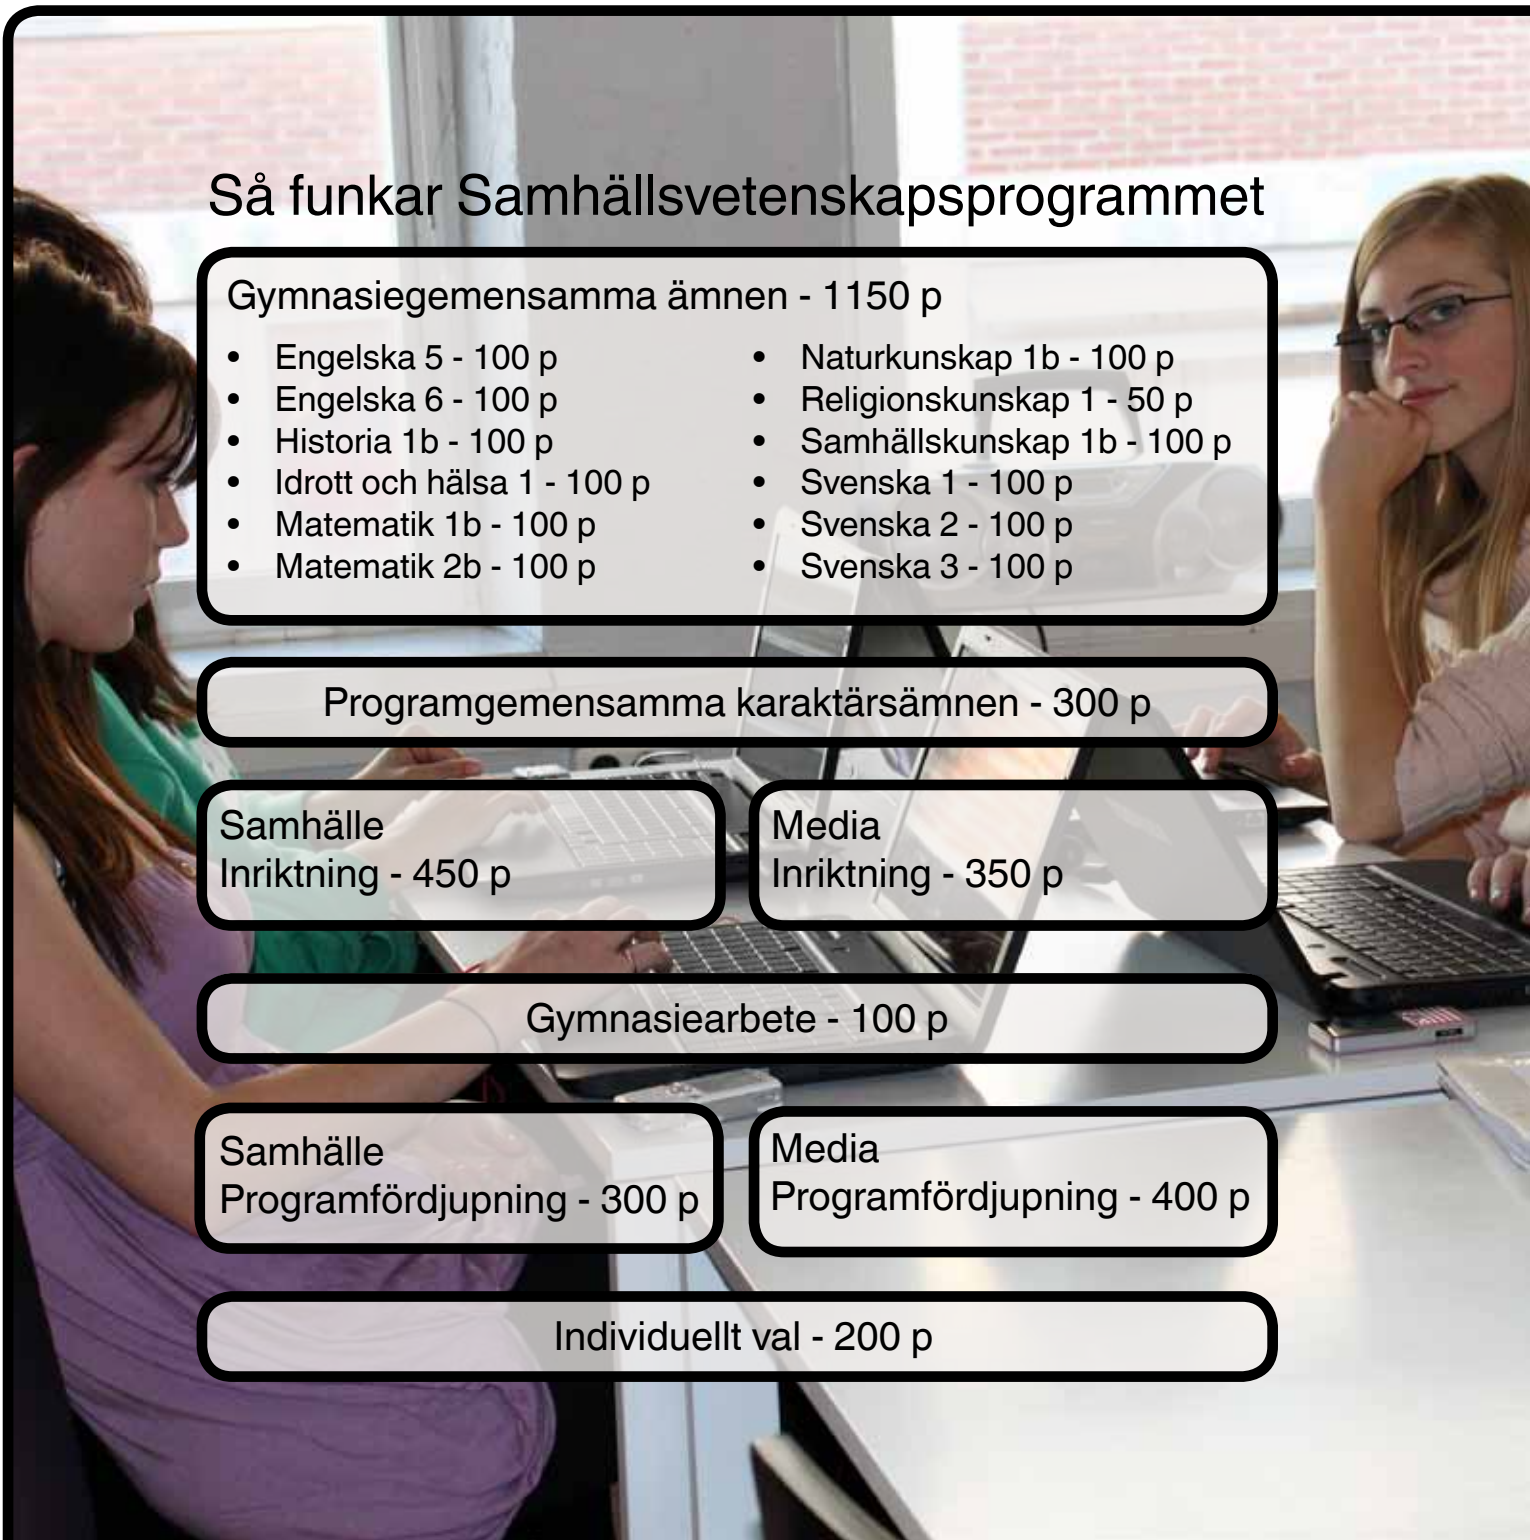 Så funkar Samhällsvetenskapsprogrammet
Gymnasiegemensamma ämnen - 1150 p
• Engelska 5 - 100 p
• Engelska 6 - 100 p
• Historia 1b - 100 p
• Idrott och hälsa 1 - 100 p
• Matematik 1b - 100 p
• Matematik 2b - 100 p
• Naturkunskap 1b - 100 p
• Religionskunskap 1 - 50 p
• Samhällskunskap 1b - 100 p
• Svenska 1 - 100 p
• Svenska 2 - 100 p
• Svenska 3 - 100 p
Programgemensamma karaktärsämnen - 300 p
Samhälle
Inriktning - 450 p
Media
Inriktning - 350 p
Gymnasiearbete - 100 p
Samhälle
Programfördjupning - 300 p
Media
Programfördjupning - 400 p
Individuellt val - 200 p